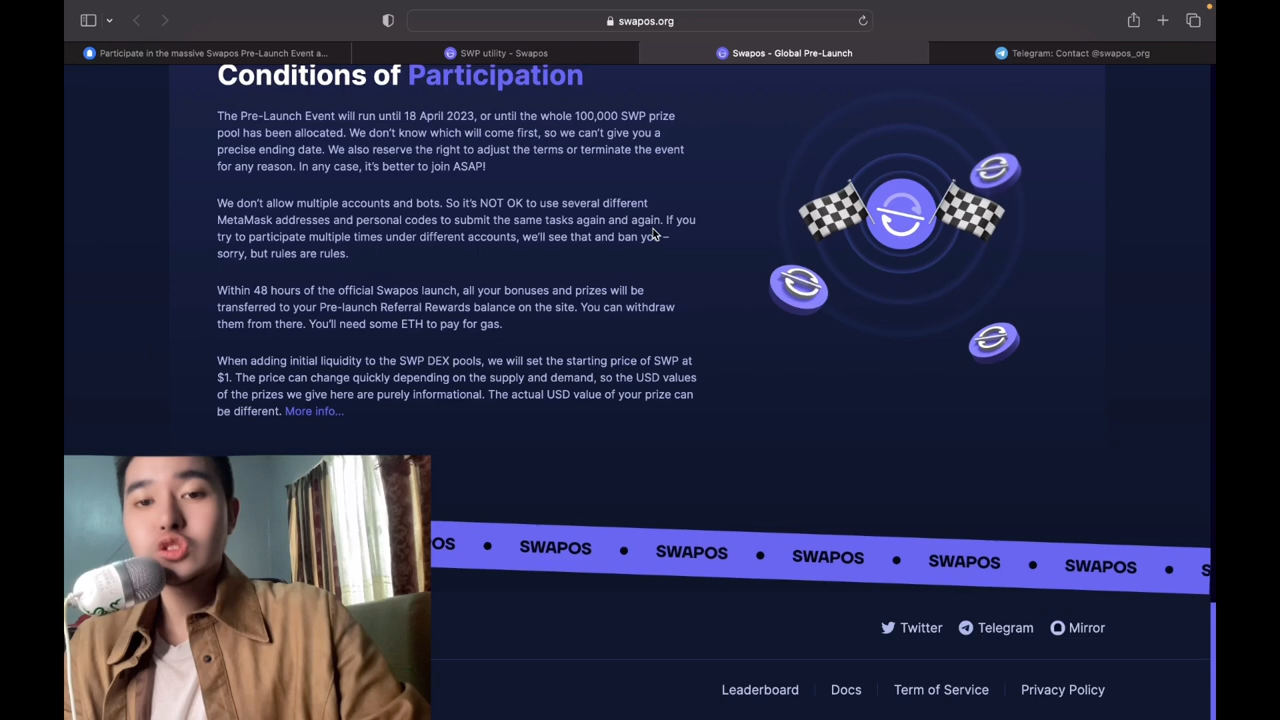 swapos.org
Participate in the massive Swapos Pre-Launch Event a...
SWP utility – Swapos
Swapos - Global Pre-Launch
Telegram: Contact @swapos_org
Conditions of Participation
The Pre-Launch Event will run until 18 April 2023, or until the whole 100,000 SWP prize
pool has been allocated. We don't know which will come first, so we can't give you a
precise ending date. We also reserve the right to adjust the terms or terminate the event
for any reason. In any case, it's better to join ASAP!
We don't allow multiple accounts and bots. So it's NOT OK to use several different
MetaMask addresses and personal codes to submit the same tasks again and again. If you
try to participate multiple times under different accounts, we'll see that and ban you –
sorry, but rules are rules.
Within 48 hours of the official Swapos launch, all your bonuses and prizes will be
transferred to your Pre-launch Referral Rewards balance on the site. You can withdraw
them from there. You'll need some ETH to pay for gas.
When adding initial liquidity to the SWP DEX pools, we will set the starting price of SWP at
$1. The price can change quickly depending on the supply and demand, so the USD values
of the prizes we give here are purely informational. The actual USD value of your prize can
be different. More info...
OS • SWAPOS • SWAPOS • SWAPOS • SWAPOS • SWAPOS • S
Twitter Telegram Mirror
Leaderboard Docs Term of Service Privacy Policy